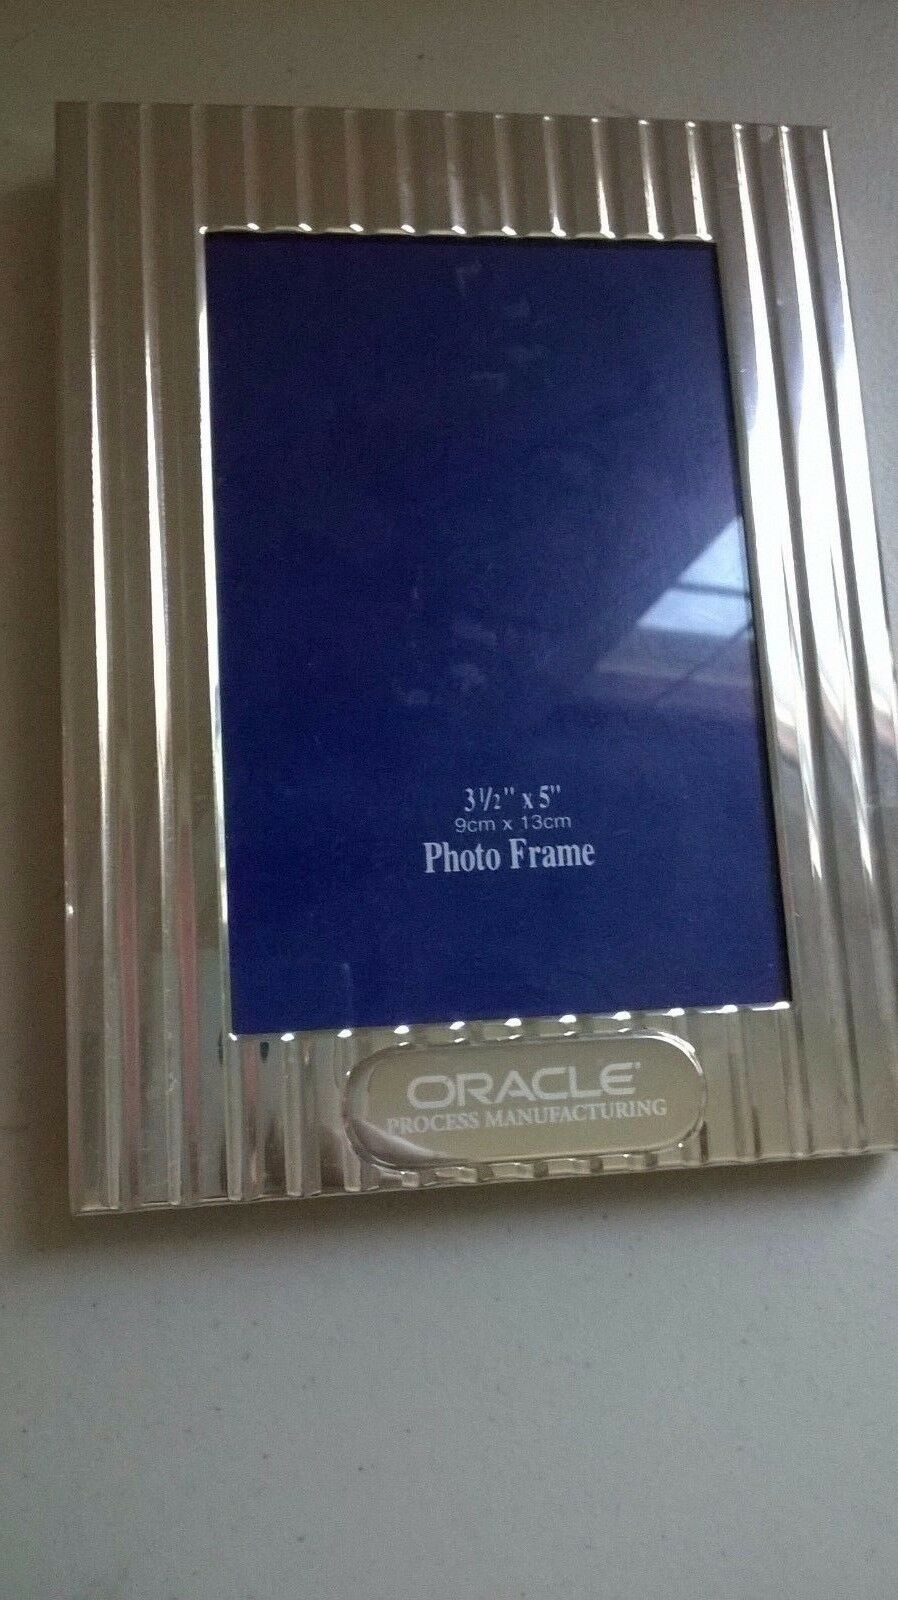 3½" x 5"
9cm x 13cm
Photo Frame
ORACLE®
PROCESS MANUFACTURING